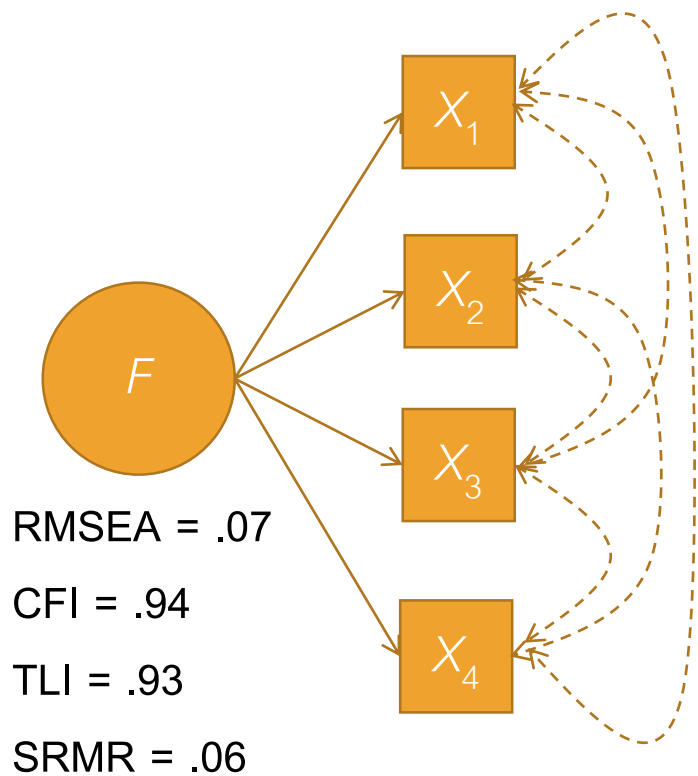 X₁
X₂
F
X₃
RMSEA = .07
CFI = .94
X₄
TLI = .93
SRMR = .06